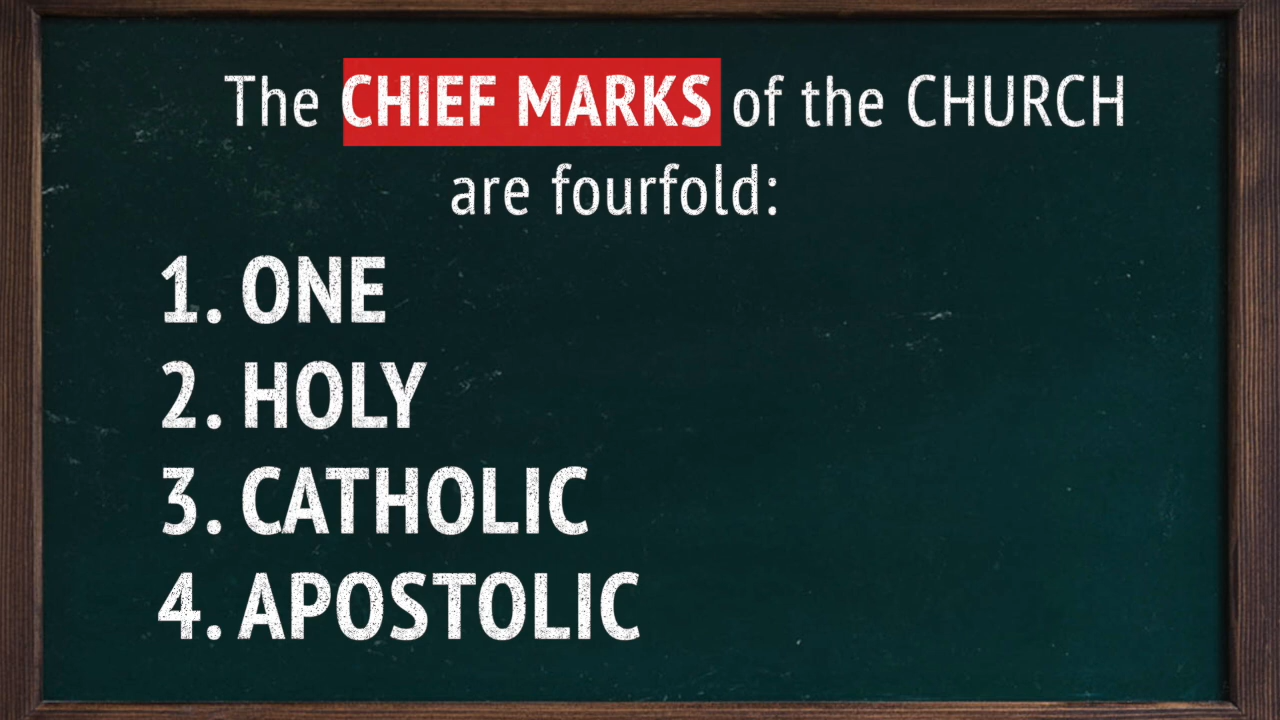 The CHIEF MARKS of the CHURCH
are fourfold:
1. ONE
2. HOLY
3. CATHOLIC
4. APOSTOLIC